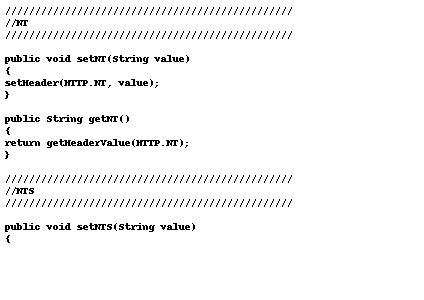 ////////////////////////////////////////////////
//NT
////////////////////////////////////////////////
public void setNT(String value)
{
setHeader(HTTP.NT, value);
}
public String getNT()
{
return getHeaderValue(HTTP.NT);
}
////////////////////////////////////////////////
//NTS
////////////////////////////////////////////////
public void setNTS(String value)
{